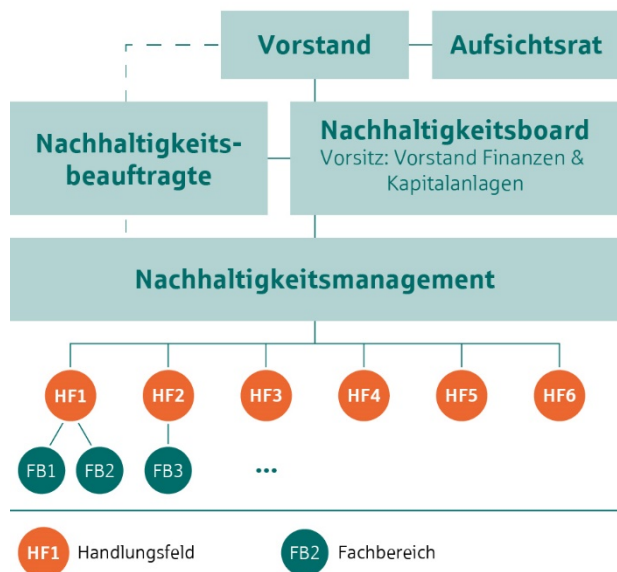 Vorstand
Aufsichtsrat
Nachhaltigkeits-
beauftragte
Nachhaltigkeitsboard
Vorsitz: Vorstand Finanzen &
Kapitalanlagen
Nachhaltigkeitsmanagement
HF1
HF2
HF3
HF4
HF5
HF6
FB1
FB2
FB3
...
HF1 Handlungsfeld
FB2 Fachbereich